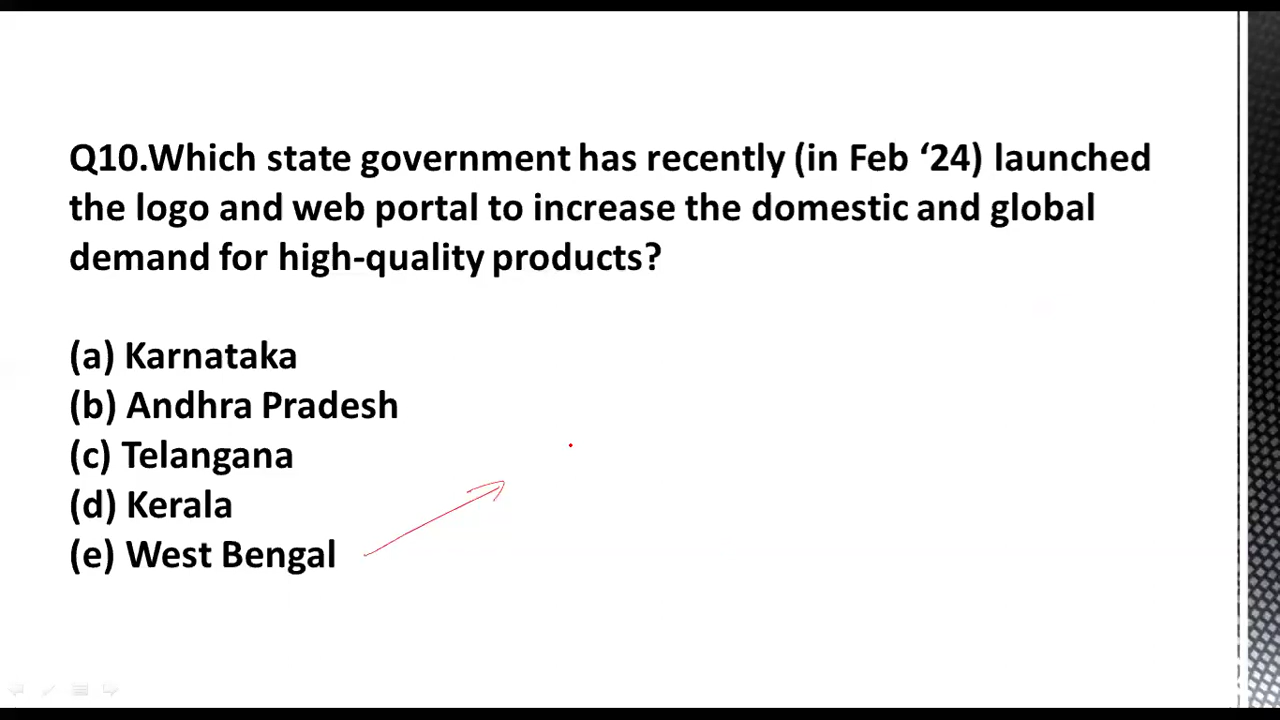 Q10.Which state government has recently (in Feb ‘24) launched
the logo and web portal to increase the domestic and global
demand for high-quality products?
(a) Karnataka
(b) Andhra Pradesh
(c) Telangana
(d) Kerala
(e) West Bengal